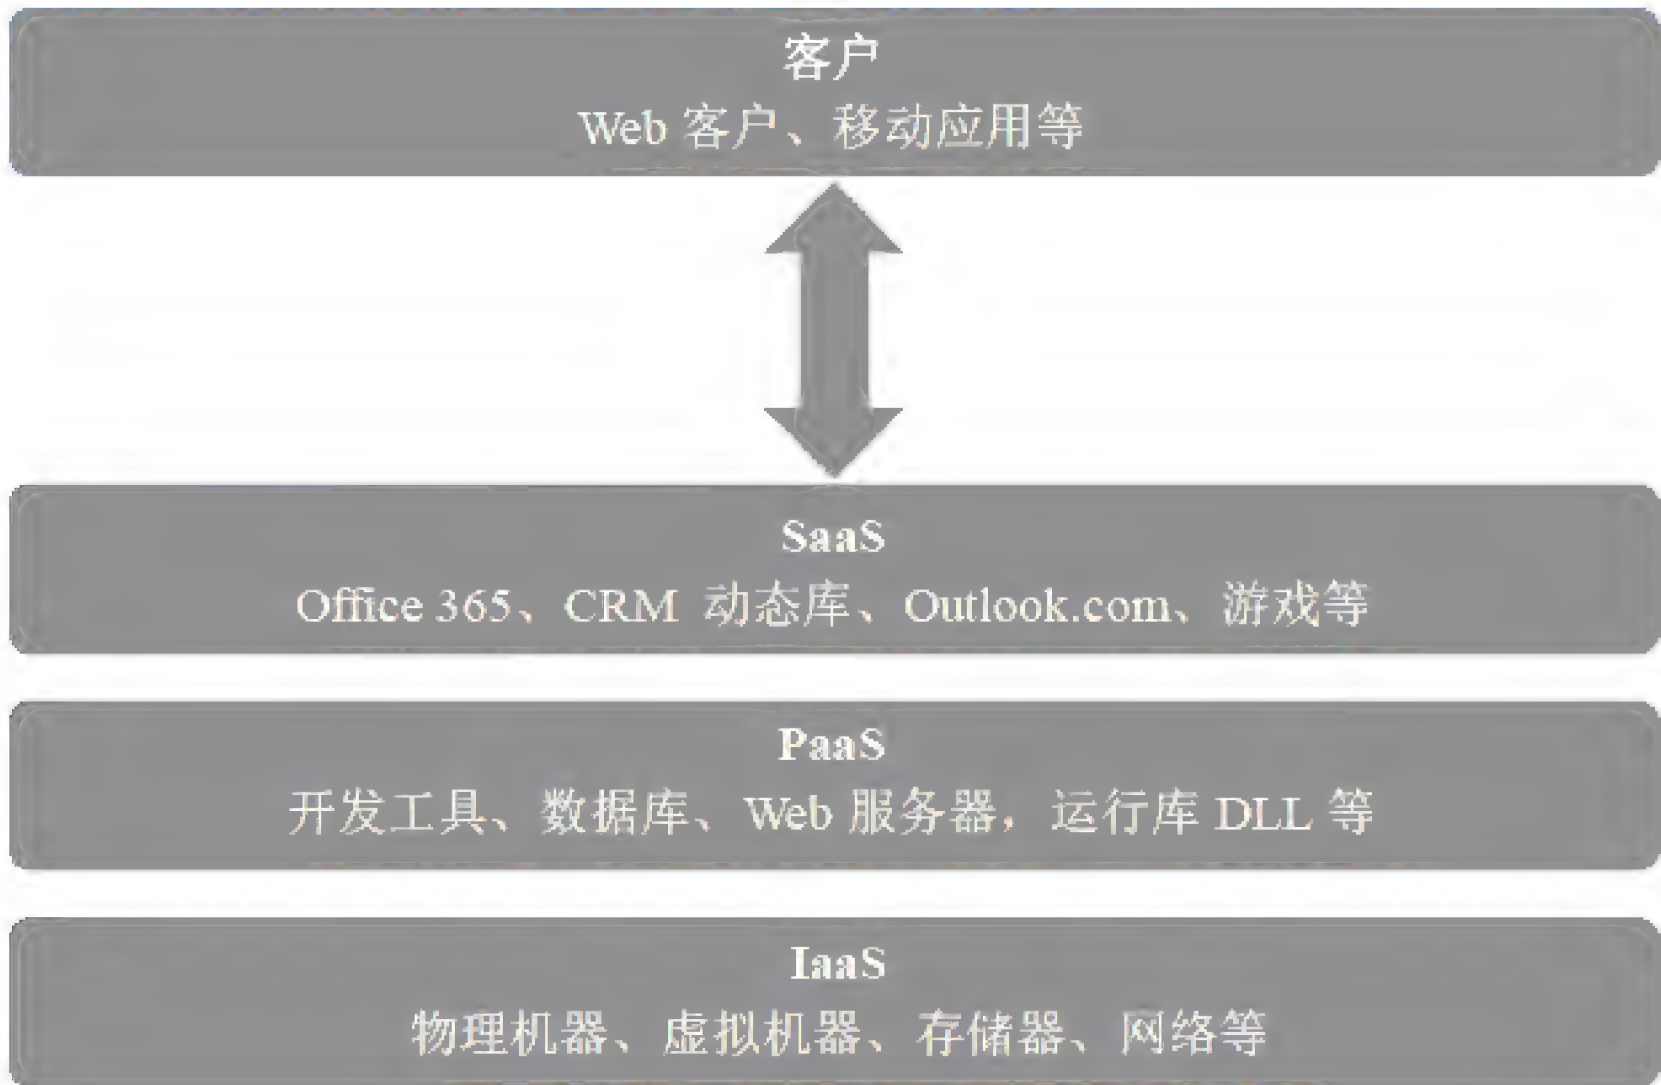 客户
Web 客户、移动应用等
SaaS
Office 365、CRM 动态库、Outlook.com、游戏等
PaaS
开发工具、数据库、Web 服务器，运行库 DLL 等
IaaS
物理机器、虚拟机器、存储器、网络等